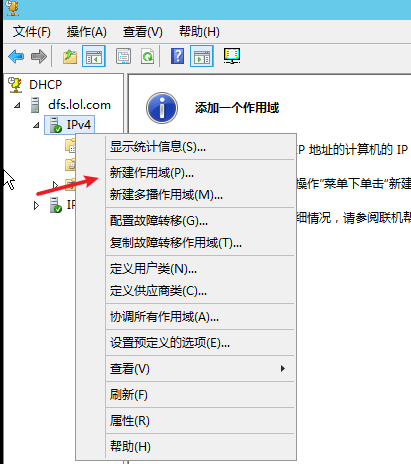 文件(F) 操作(A) 查看(V) 帮助(H)
DHCP
dfs.lol.com
IPv4
添加一个作用域
显示统计信息(S)...
IP 地址的计算机的 IP
新建作用域(P)...
操作"菜单下单击"新建
新建多播作用域(M)...
IP
配置故障转移(G)...
细情况，请参阅联机帮
复制故障转移作用域(T)...
定义用户类(N)...
定义供应商类(C)...
协调所有作用域(A)...
设置预定义的选项(E)...
查看(V)
刷新(F)
属性(R)
帮助(H)